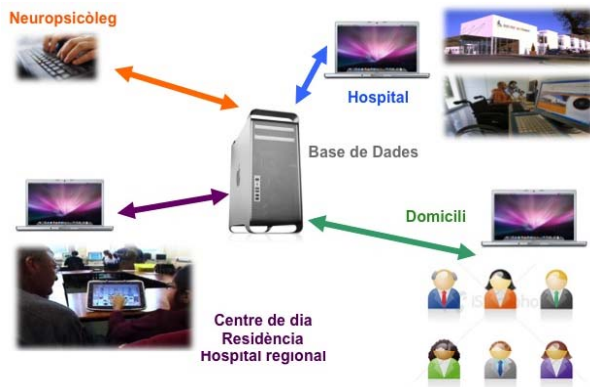 Neuropsicòleg
Hospital
Base de Dades
Domicili
Centre de dia
Residència
Hospital regional